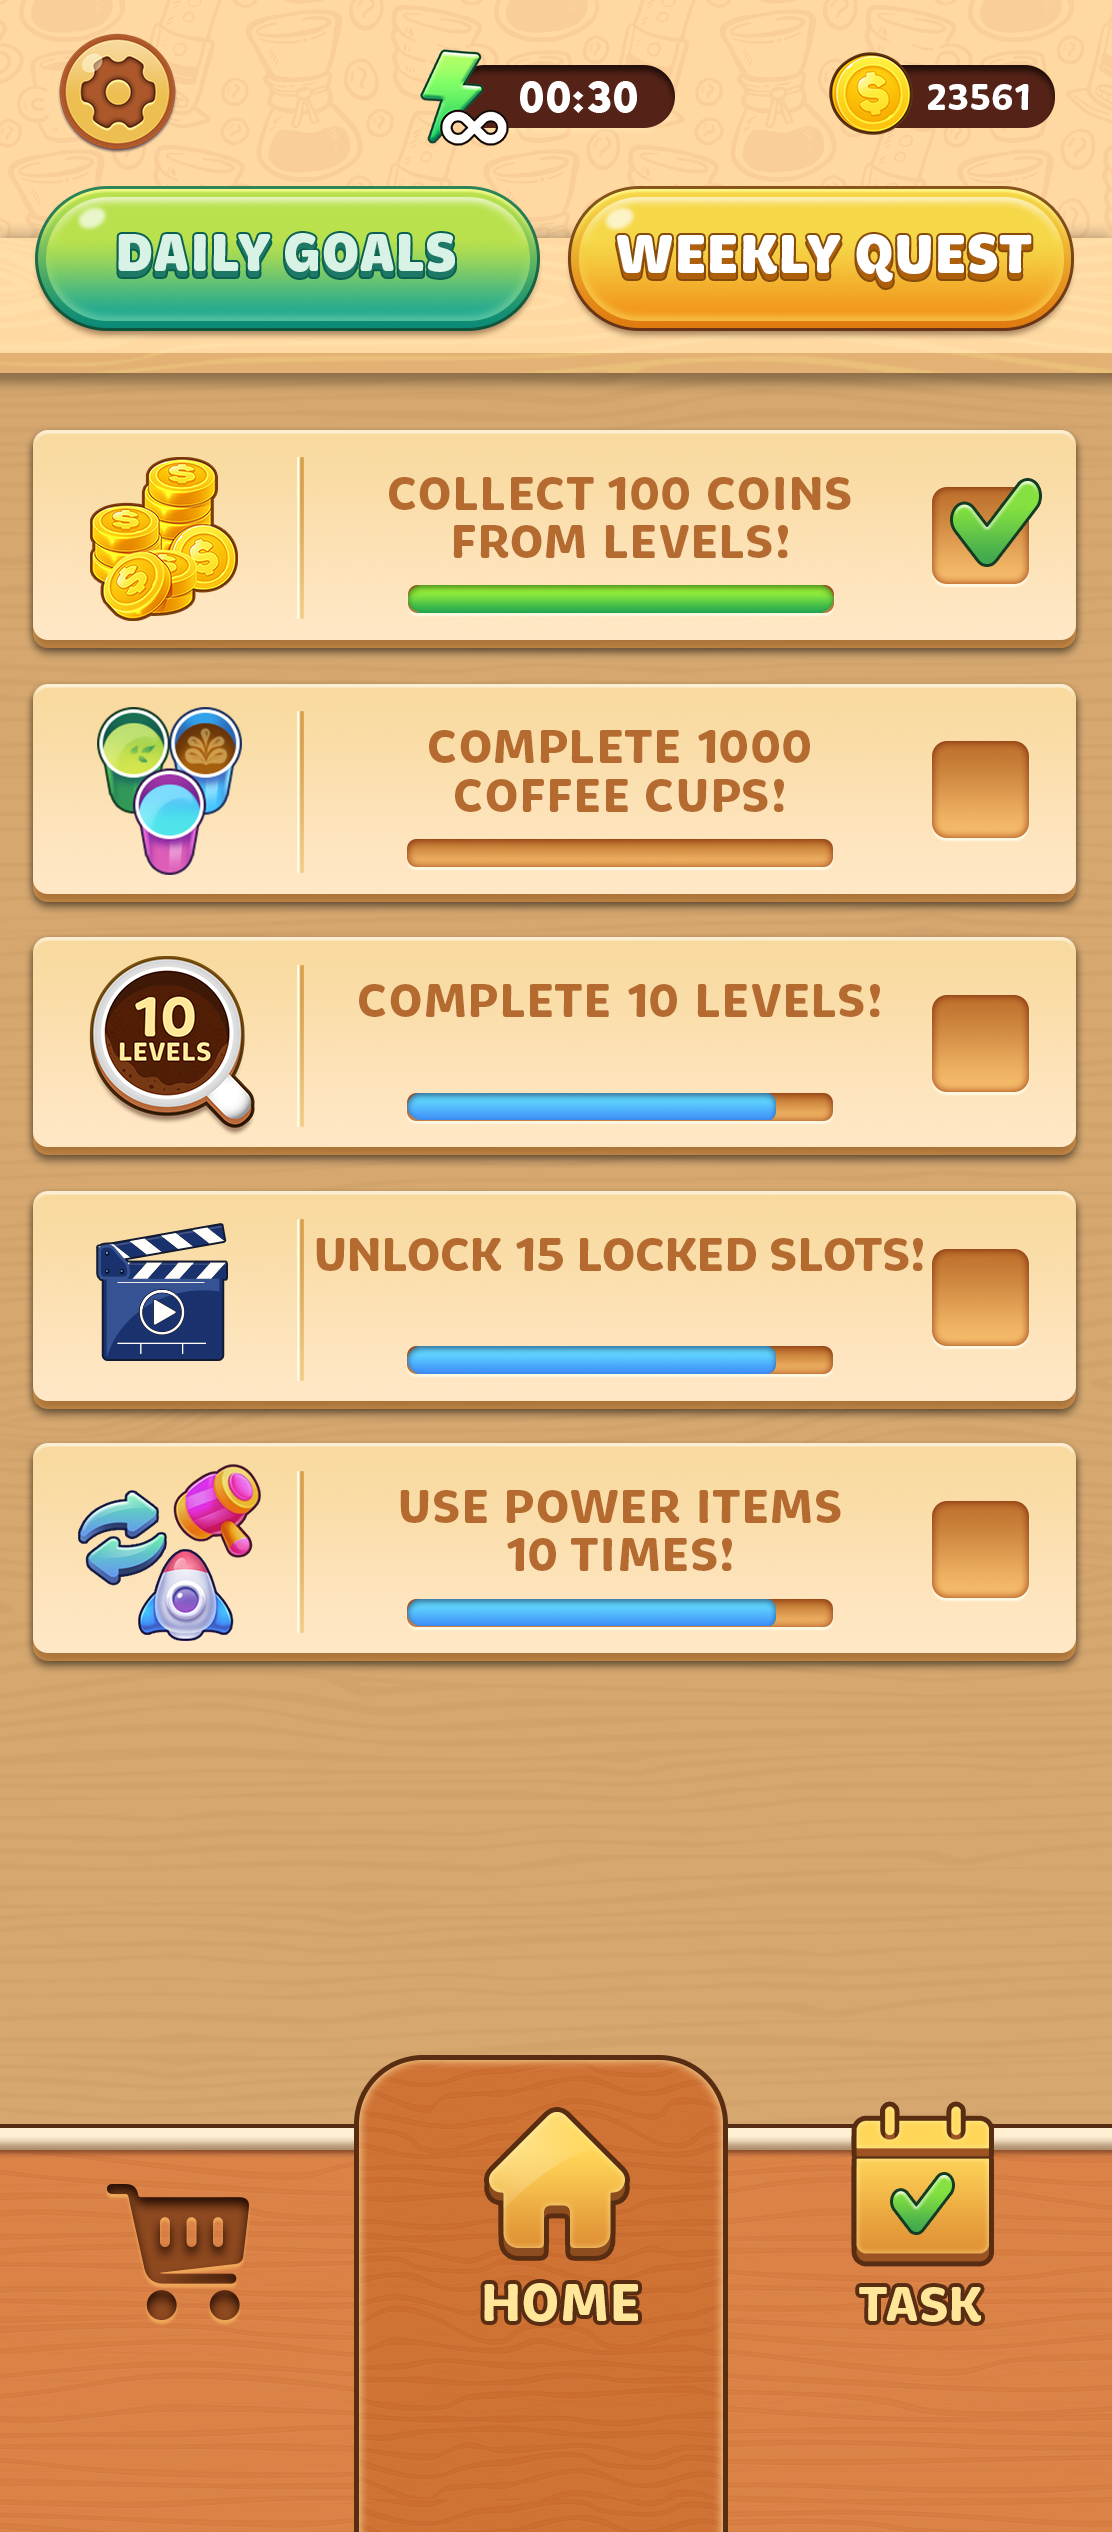 00:30
23561
DAILY GOALS
WEEKLY QUEST
COLLECT 100 COINS
FROM LEVELS!
COMPLETE 1000
COFFEE CUPS!
10
LEVELS
COMPLETE 10 LEVELS!
UNLOCK 15 LOCKED SLOTS!
USE POWER ITEMS
10 TIMES!
HOME
TASK